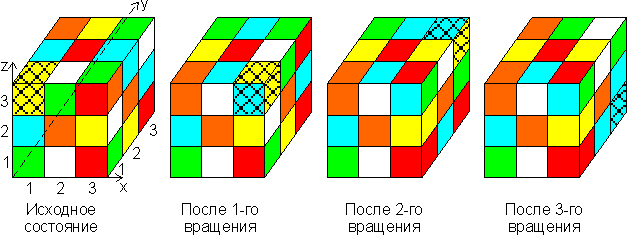 y
z
3
2
1
3
2
1
1 2 3 x
Исходное состояние
После 1-го вращения
После 2-го вращения
После 3-го вращения